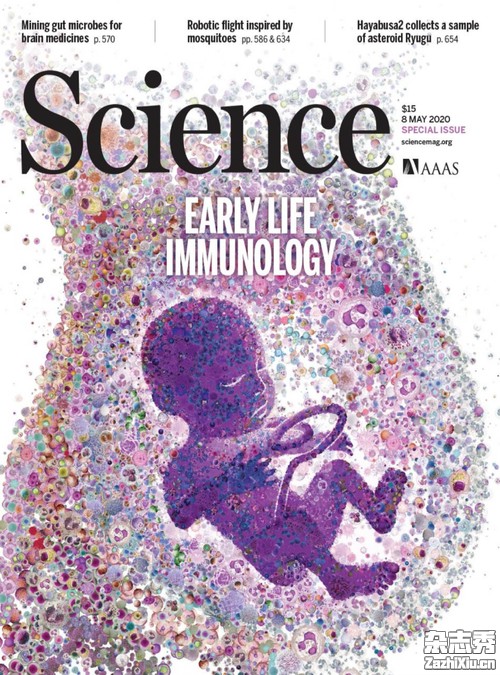 Mining gut microbes for
brain medicines p. 570
Robotic flight inspired by
mosquitoes pp. 586 & 634
Hayabusa2 collects a sample
of asteroid Ryugu p. 654
Science
$15
8 MAY 2020
SPECIAL ISSUE
sciencemag.org
AAAS
EARLY LIFE
IMMUNOLOGY
杂志秀
ZaZhiXiu.cn